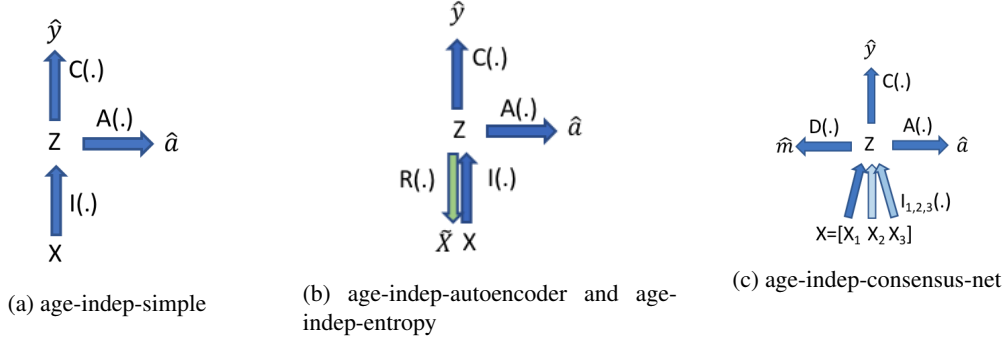 ŷ
C(.)
A(.)
Z
â
I(.)
X
(a) age-indep-simple
ŷ
C(.)
A(.)
Z
â
R(.)
I(.)
X̃ X
(b) age-indep-autoencoder and age-
indep-entropy
ŷ
C(.)
D(.)
A(.)
m̂
Z
â
I₁,₂,₃(.)
X=[X₁ X₂ X₃]
(c) age-indep-consensus-net